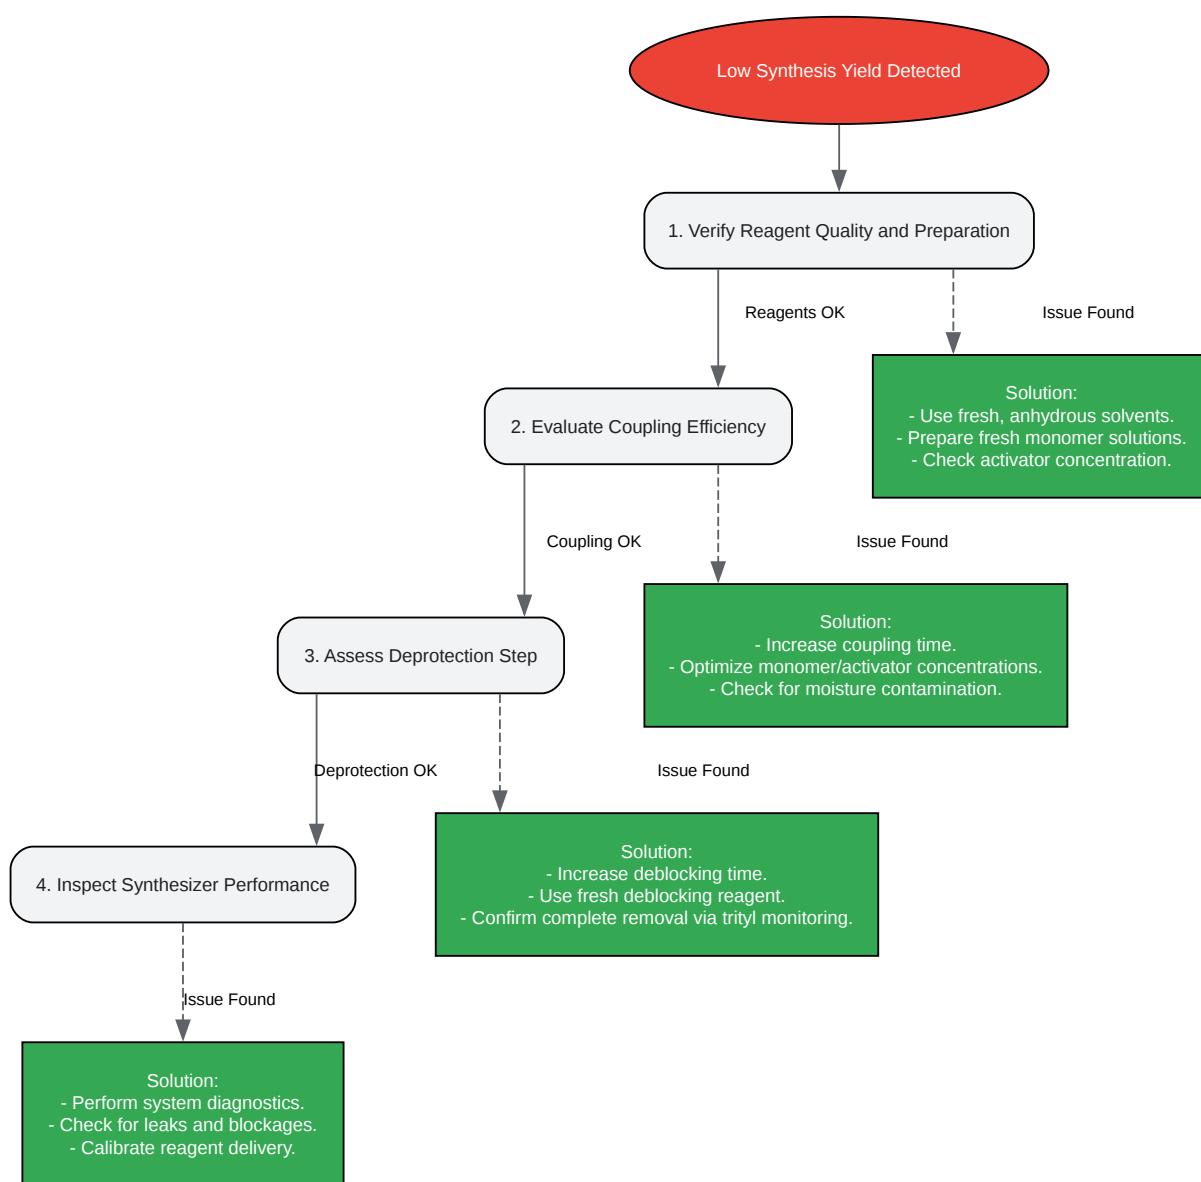 Low Synthesis Yield Detected
1. Verify Reagent Quality and Preparation
Reagents OK
Issue Found
Solution:
- Use fresh, anhydrous solvents.
- Prepare fresh monomer solutions.
- Check activator concentration.
2. Evaluate Coupling Efficiency
Coupling OK
Issue Found
Solution:
- Increase coupling time.
- Optimize monomer/activator concentrations.
- Check for moisture contamination.
3. Assess Deprotection Step
Deprotection OK
Issue Found
Solution:
- Increase deblocking time.
- Use fresh deblocking reagent.
- Confirm complete removal via trityl monitoring.
4. Inspect Synthesizer Performance
Issue Found
Solution:
- Perform system diagnostics.
- Check for leaks and blockages.
- Calibrate reagent delivery.